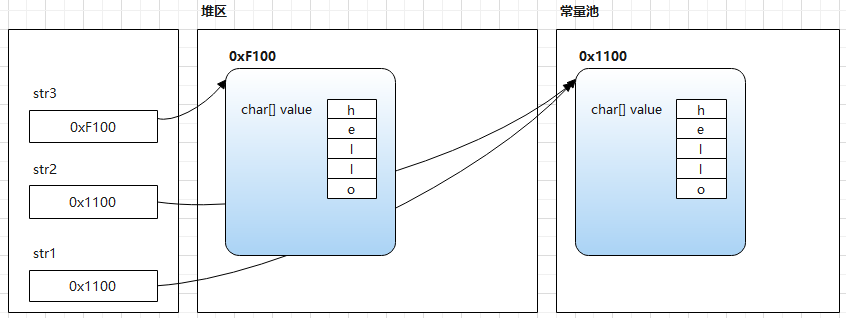 堆区
常量池
str3
0xF100
str2
0x1100
str1
0x1100
0xF100
char[] value
h
e
l
l
o
0x1100
char[] value
h
e
l
l
o